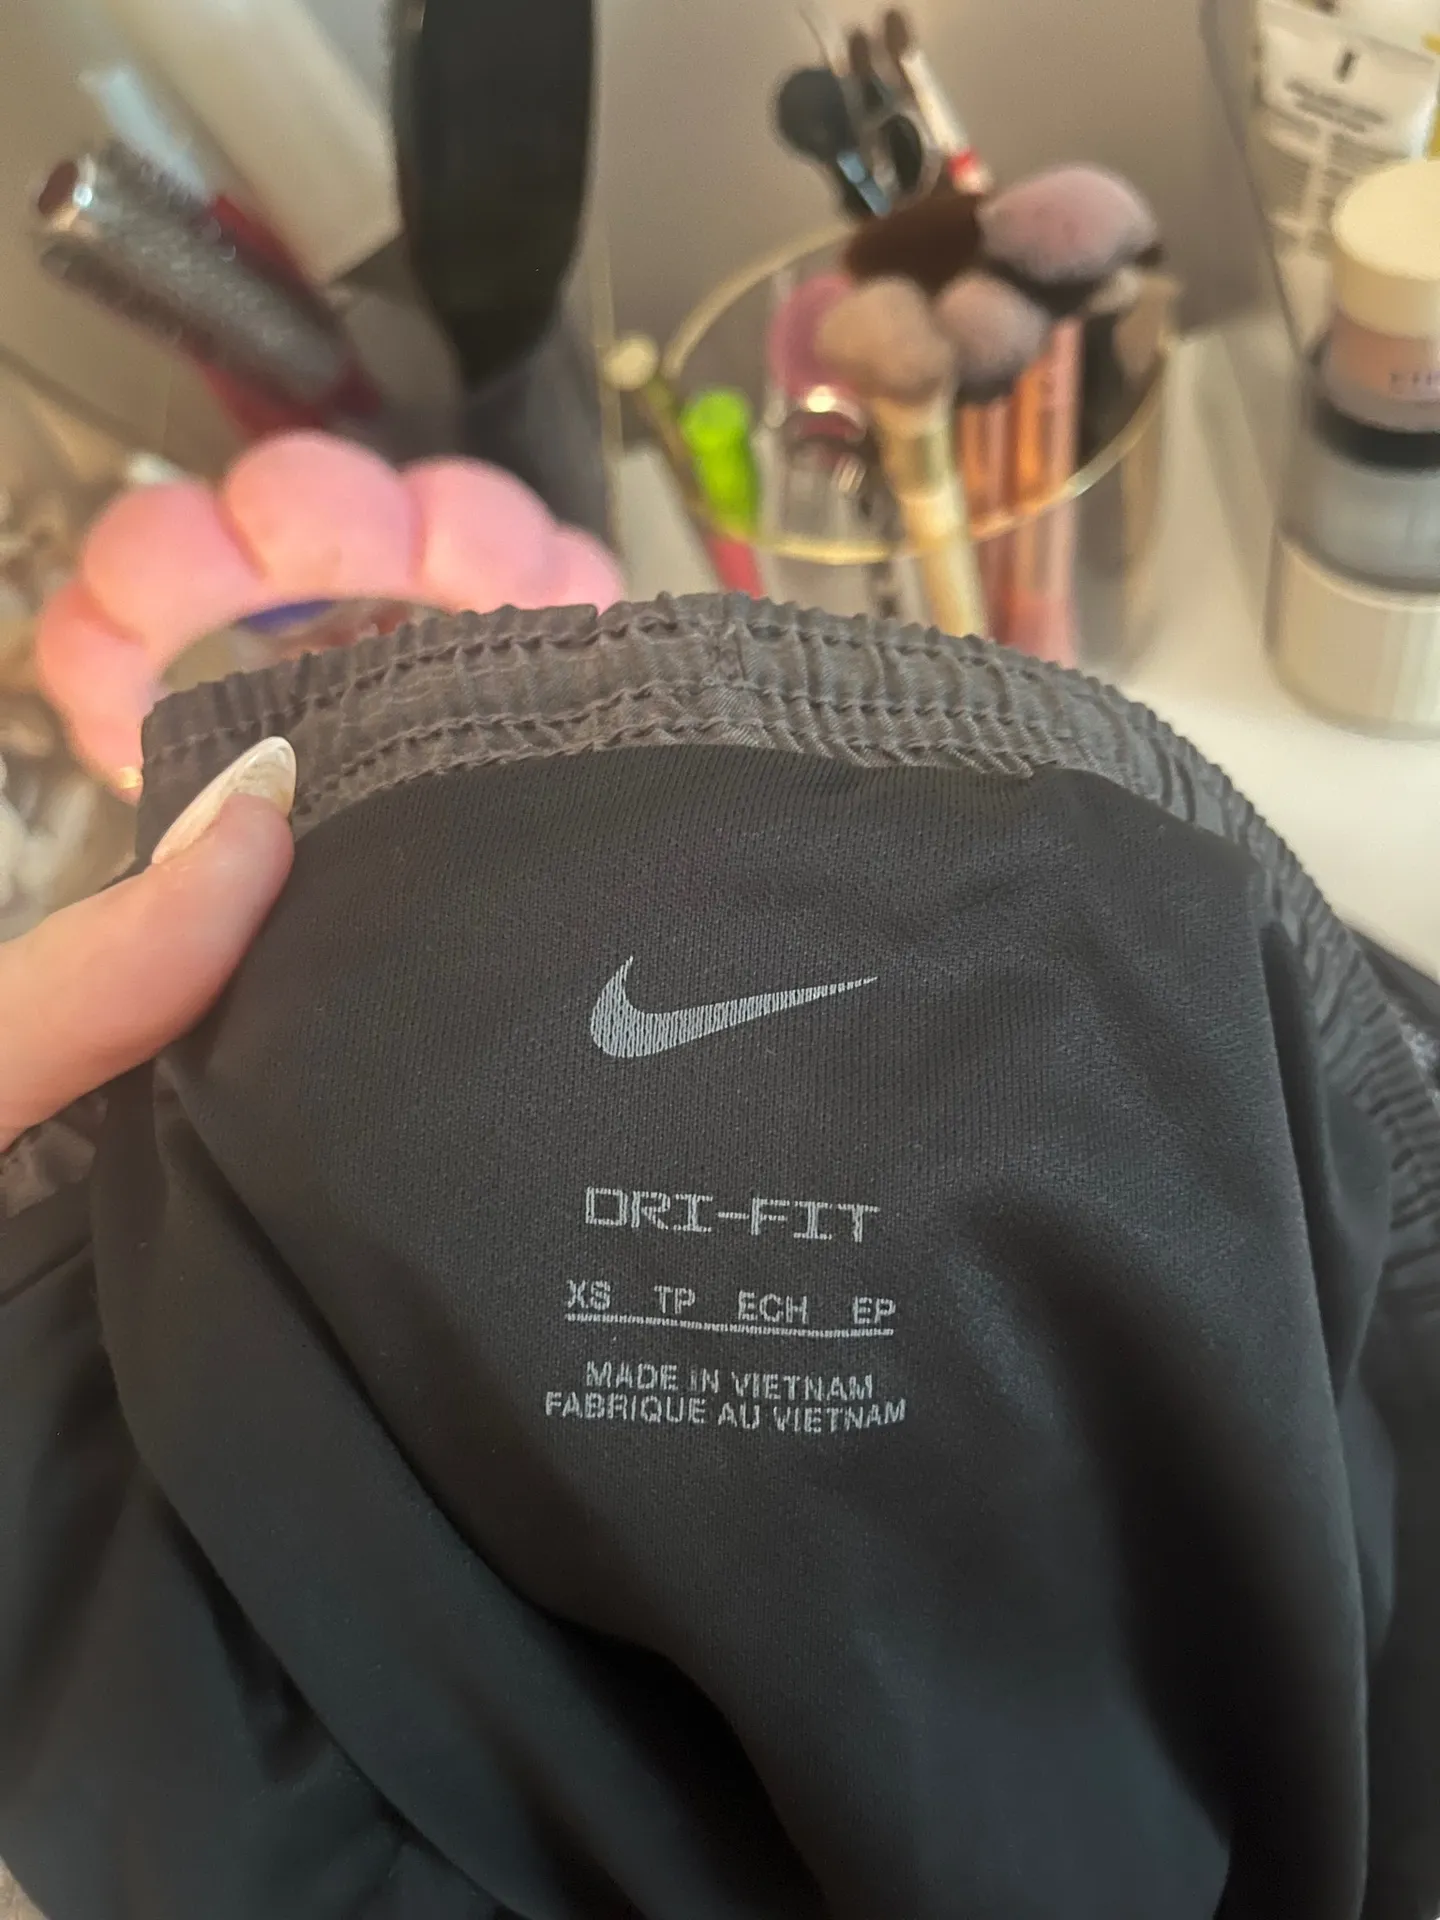 DRI-FIT
XS TP ECH EP
MADE IN VIETNAM
FABRIQUE AU VIETNAM